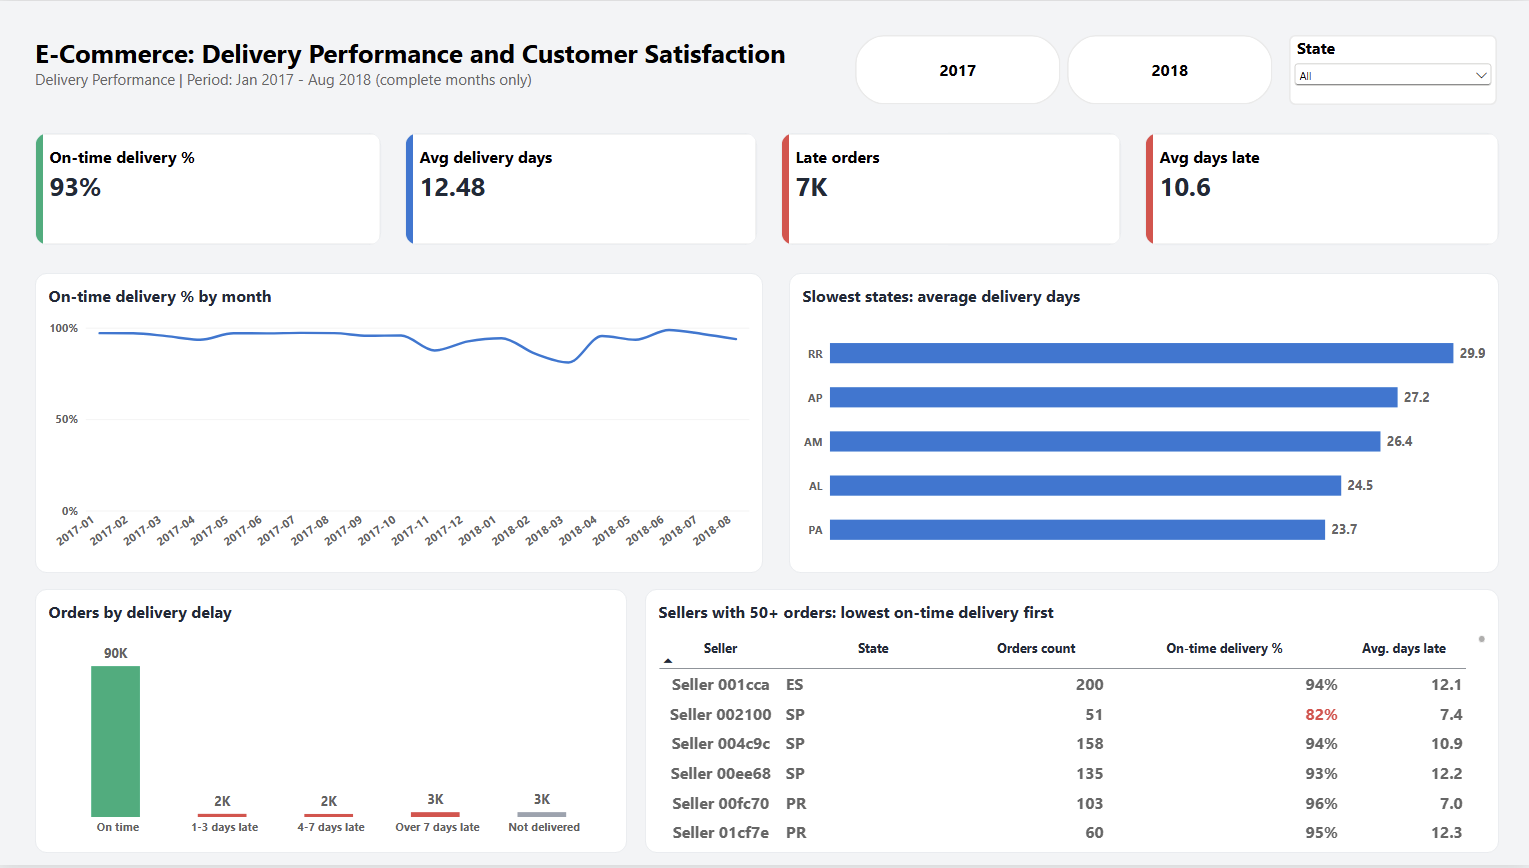 E-Commerce: Delivery Performance and Customer Satisfaction
Delivery Performance | Period: Jan 2017 - Aug 2018 (complete months only)
2017
2018
State
All
On-time delivery %
93%
Avg delivery days
12.48
Late orders
7K
Avg days late
10.6
On-time delivery % by month
100%
50%
0%
2017-01
2017-02
2017-03
2017-04
2017-05
2017-06
2017-07
2017-08
2017-09
2017-10
2017-11
2017-12
2018-01
2018-02
2018-03
2018-04
2018-05
2018-06
2018-07
2018-08
Slowest states: average delivery days
RR 29.9
AP 27.2
AM 26.4
AL 24.5
PA 23.7
Orders by delivery delay
90K
2K
2K
3K
3K
On time
1-3 days late
4-7 days late
Over 7 days late
Not delivered
Sellers with 50+ orders: lowest on-time delivery first
Seller State Orders count On-time delivery % Avg. days late
Seller 001cca ES 200 94% 12.1
Seller 002100 SP 51 82% 7.4
Seller 004c9c SP 158 94% 10.9
Seller 00ee68 SP 135 93% 12.2
Seller 00fc70 PR 103 96% 7.0
Seller 01cf7e PR 60 95% 12.3